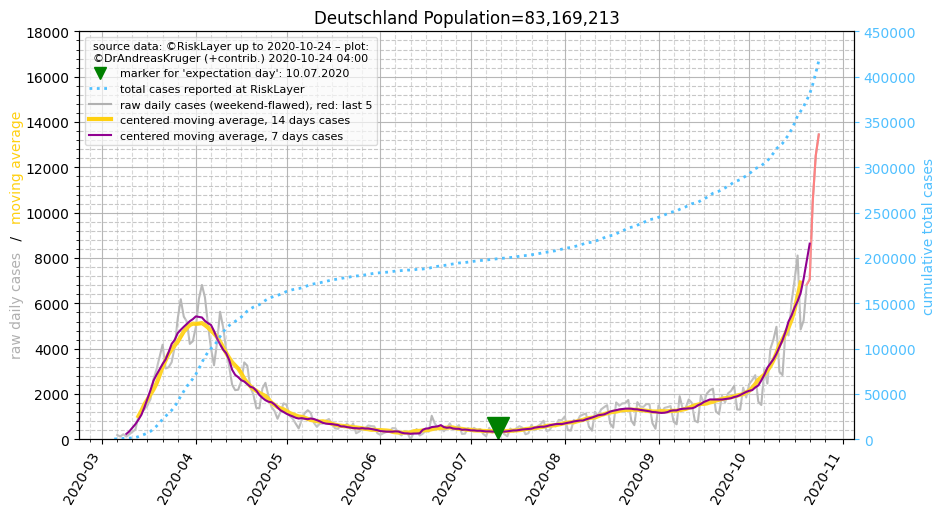 Deutschland Population=83,169,213
source data: ©RiskLayer up to 2020-10-24 – plot:
©DrAndreasKruger (+contrib.) 2020-10-24 04:00
marker for 'expectation day': 10.07.2020
total cases reported at RiskLayer
raw daily cases (weekend-flawed), red: last 5
centered moving average, 14 days cases
centered moving average, 7 days cases
raw daily cases / moving average
18000
16000
14000
12000
10000
8000
6000
4000
2000
0
450000
400000
350000
300000
250000
200000
150000
100000
50000
0
cumulative total cases
2020-03
2020-04
2020-05
2020-06
2020-07
2020-08
2020-09
2020-10
2020-11